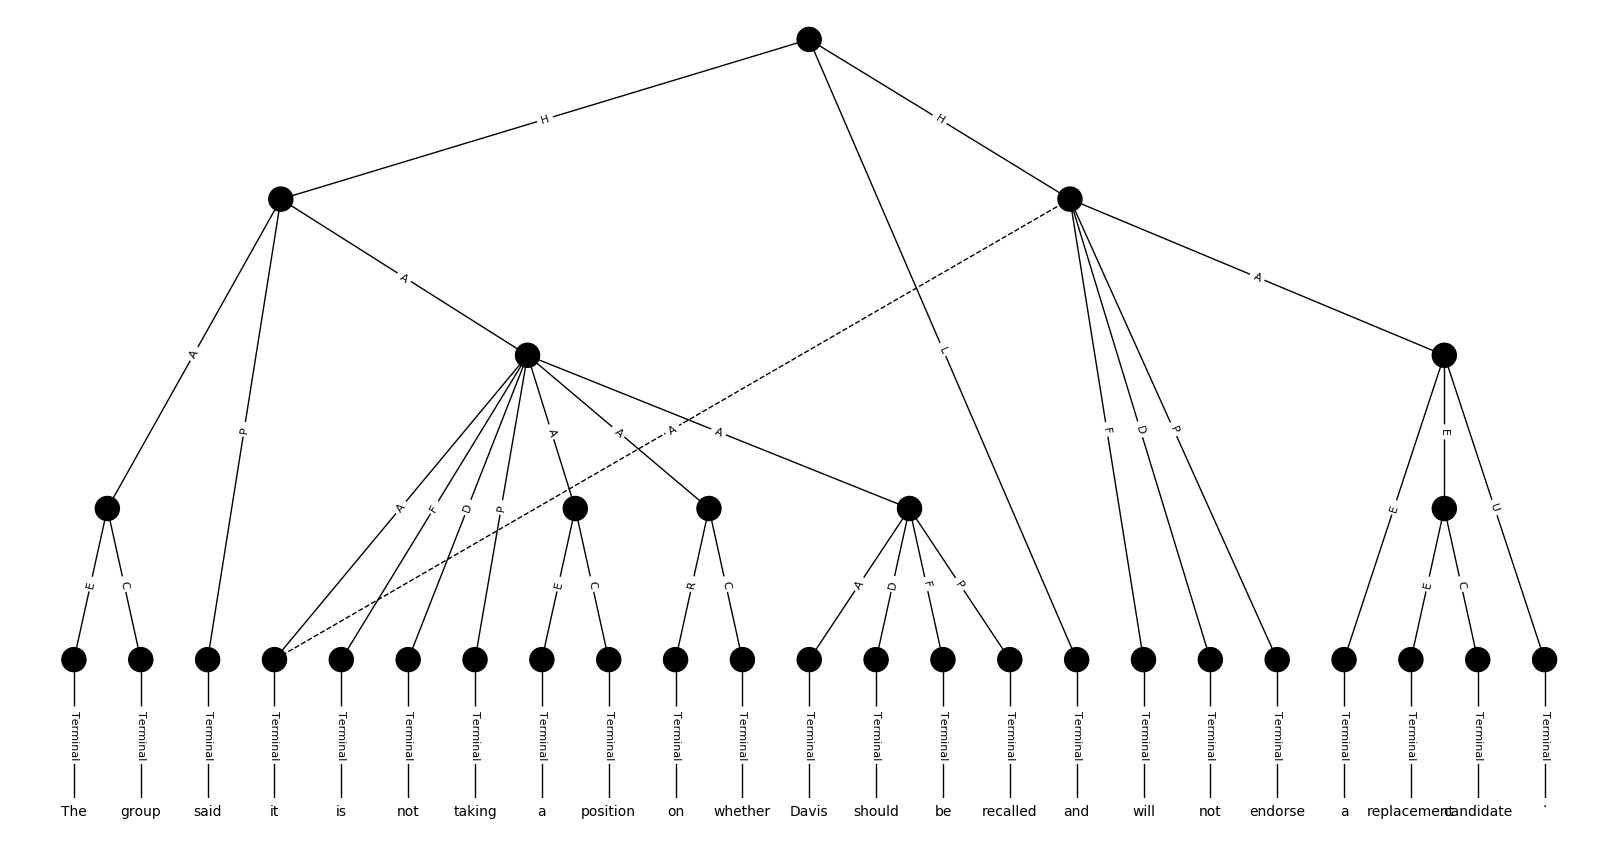 H H
A A L A
A P A A A A F D P E E U
A F D P
E C E C R C A D F P E C
Terminal Terminal Terminal Terminal Terminal Terminal Terminal Terminal Terminal Terminal Terminal Terminal Terminal Terminal Terminal Terminal Terminal Terminal Terminal Terminal Terminal Terminal Terminal
The group said it is not taking a position on whether Davis should be recalled and will not endorse a replacement candidate .